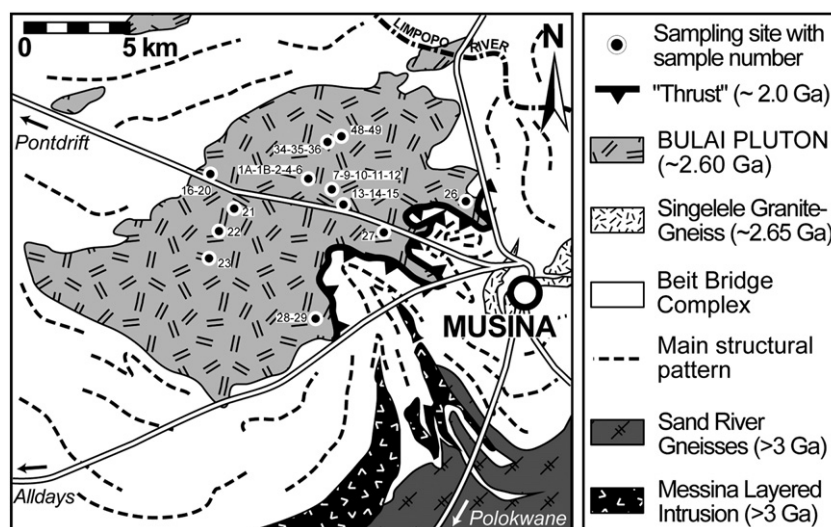 0 5 km
LIMPOPO
RIVER
N
Pontdrift
48-49
34-35-36
1A-1B-2-4-6
7-9-10-11-12
16-20
13-14-15
26
21
22
27
23
28-29
MUSINA
Alldays
Polokwane
Sampling site with
sample number
"Thrust" (~ 2.0 Ga)
BULAI PLUTON
(~2.60 Ga)
Singelele Granite-
Gneiss (~2.65 Ga)
Beit Bridge
Complex
Main structural
pattern
Sand River
Gneisses (>3 Ga)
Messina Layered
Intrusion (>3 Ga)